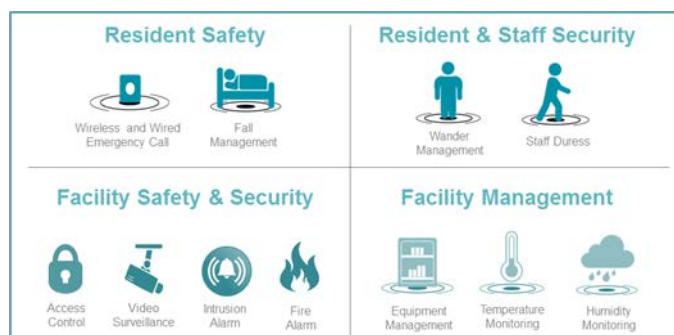 Resident Safety
Wireless and Wired
Emergency Call
Fall
Management
Resident & Staff Security
Wander
Management
Staff Duress
Facility Safety & Security
Access
Control
Video
Surveillance
Intrusion
Alarm
Fire
Alarm
Facility Management
Equipment
Management
Temperature
Monitoring
Humidity
Monitoring